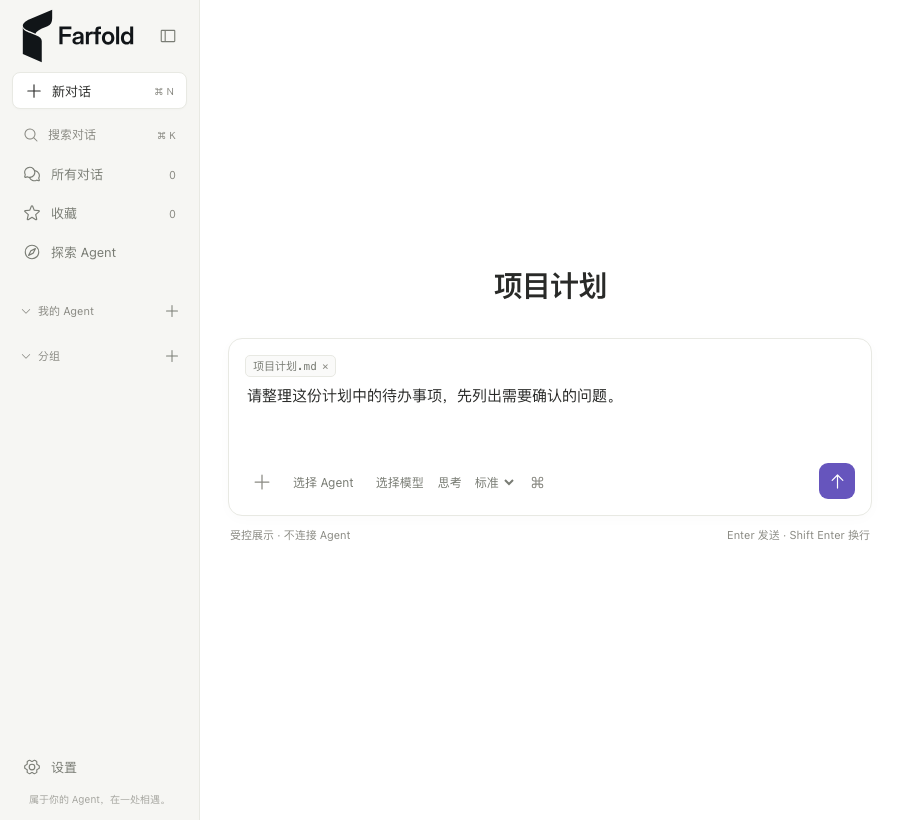 Farfold
新对话 ⌘ N
搜索对话 ⌘ K
所有对话 0
收藏 0
探索 Agent
我的 Agent
分组
设置
属于你的 Agent，在一处相遇。
项目计划
项目计划.md ×
请整理这份计划中的待办事项，先列出需要确认的问题。
选择 Agent 选择模型 思考 标准 ⌘
受控展示 · 不连接 Agent
Enter 发送 · Shift Enter 换行